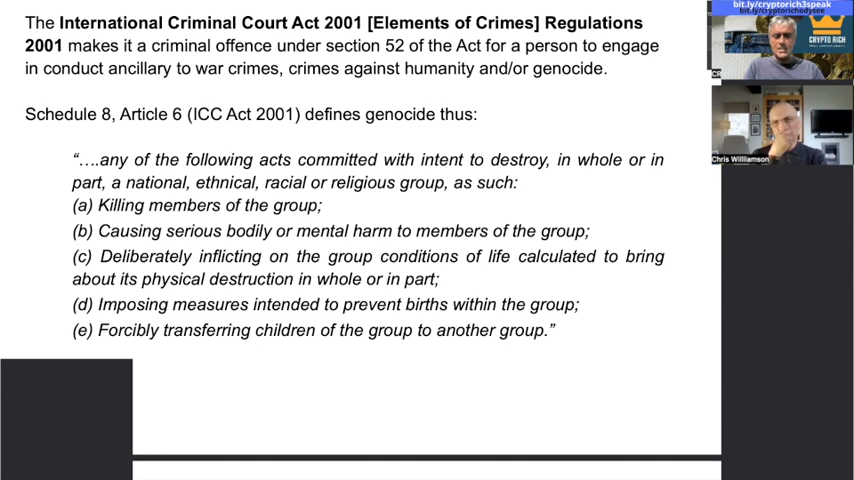 The International Criminal Court Act 2001 [Elements of Crimes] Regulations
2001 makes it a criminal offence under section 52 of the Act for a person to engage
in conduct ancillary to war crimes, crimes against humanity and/or genocide.
Schedule 8, Article 6 (ICC Act 2001) defines genocide thus:
“….any of the following acts committed with intent to destroy, in whole or in
part, a national, ethnical, racial or religious group, as such:
(a) Killing members of the group;
(b) Causing serious bodily or mental harm to members of the group;
(c) Deliberately inflicting on the group conditions of life calculated to bring
about its physical destruction in whole or in part;
(d) Imposing measures intended to prevent births within the group;
(e) Forcibly transferring children of the group to another group.”
bit.ly/cryptorich3speak
bit.ly/cryptorichodysee
CRYPTO RICH
Chris Williamson